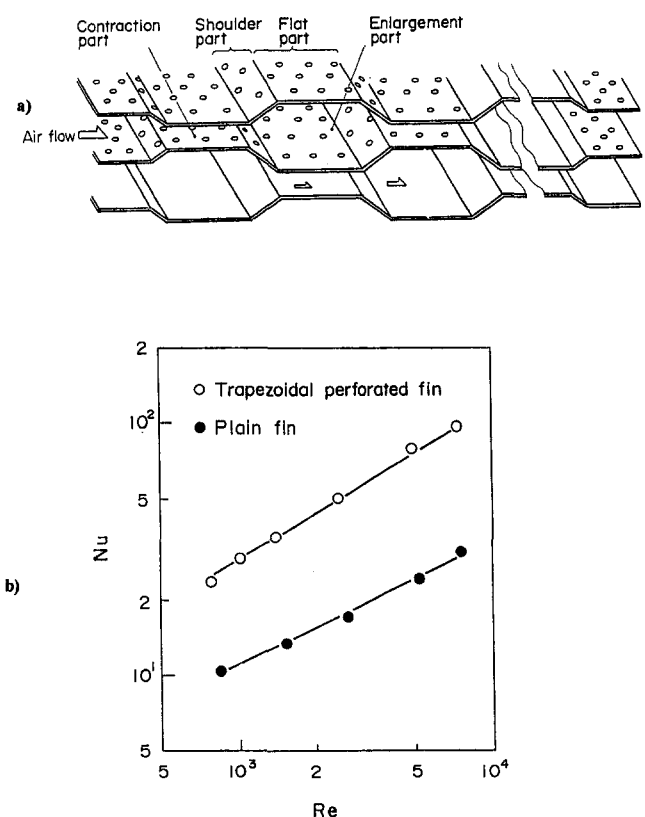 Contraction part
Shoulder part
Flat part
Enlargement part
a)
Air flow
b)
Nu
2
10²
5
2
10¹
5
○ Trapezoidal perforated fin
● Plain fin
5
10³
2
5
10⁴
Re